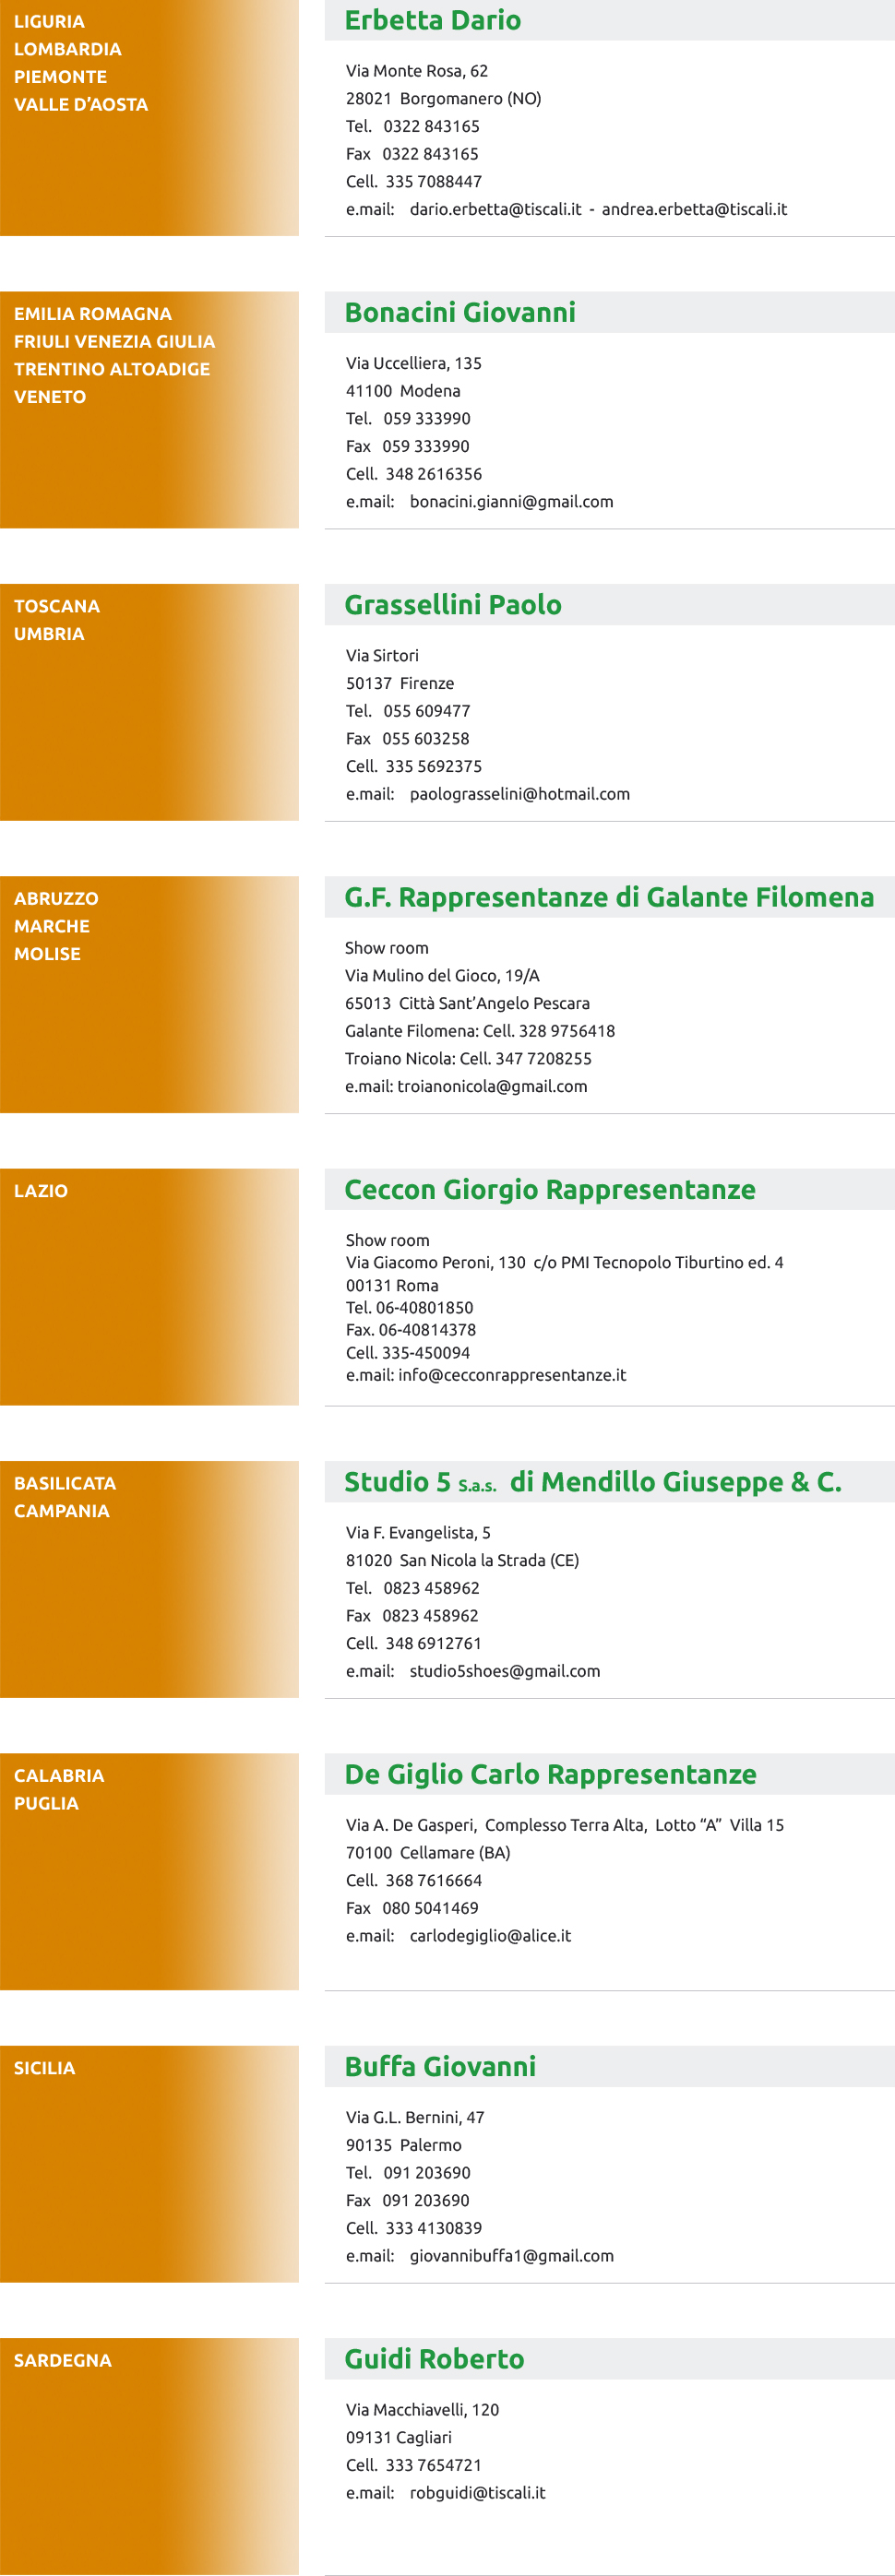 LIGURIA
LOMBARDIA
PIEMONTE
VALLE D’AOSTA
Erbetta Dario
Via Monte Rosa, 62
28021 Borgomanero (NO)
Tel. 0322 843165
Fax 0322 843165
Cell. 335 7088447
e.mail: dario.erbetta@tiscali.it - andrea.erbetta@tiscali.it
EMILIA ROMAGNA
FRIULI VENEZIA GIULIA
TRENTINO ALTOADIGE
VENETO
Bonacini Giovanni
Via Uccelliera, 135
41100 Modena
Tel. 059 333990
Fax 059 333990
Cell. 348 2616356
e.mail: bonacini.gianni@gmail.com
TOSCANA
UMBRIA
Grassellini Paolo
Via Sirtori
50137 Firenze
Tel. 055 609477
Fax 055 603258
Cell. 335 5692375
e.mail: paolograsselini@hotmail.com
ABRUZZO
MARCHE
MOLISE
G.F. Rappresentanze di Galante Filomena
Show room
Via Mulino del Gioco, 19/A
65013 Città Sant’Angelo Pescara
Galante Filomena: Cell. 328 9756418
Troiano Nicola: Cell. 347 7208255
e.mail: troianonicola@gmail.com
LAZIO
Ceccon Giorgio Rappresentanze
Show room
Via Giacomo Peroni, 130 c/o PMI Tecnopolo Tiburtino ed. 4
00131 Roma
Tel. 06-40801850
Fax. 06-40814378
Cell. 335-450094
e.mail: info@cecconrappresentanze.it
BASILICATA
CAMPANIA
Studio 5 S.a.s. di Mendillo Giuseppe & C.
Via F. Evangelista, 5
81020 San Nicola la Strada (CE)
Tel. 0823 458962
Fax 0823 458962
Cell. 348 6912761
e.mail: studio5shoes@gmail.com
CALABRIA
PUGLIA
De Giglio Carlo Rappresentanze
Via A. De Gasperi, Complesso Terra Alta, Lotto “A” Villa 15
70100 Cellamare (BA)
Cell. 368 7616664
Fax 080 5041469
e.mail: carlodegiglio@alice.it
SICILIA
Buffa Giovanni
Via G.L. Bernini, 47
90135 Palermo
Tel. 091 203690
Fax 091 203690
Cell. 333 4130839
e.mail: giovannibuffa1@gmail.com
SARDEGNA
Guidi Roberto
Via Macchiavelli, 120
09131 Cagliari
Cell. 333 7654721
e.mail: robguidi@tiscali.it